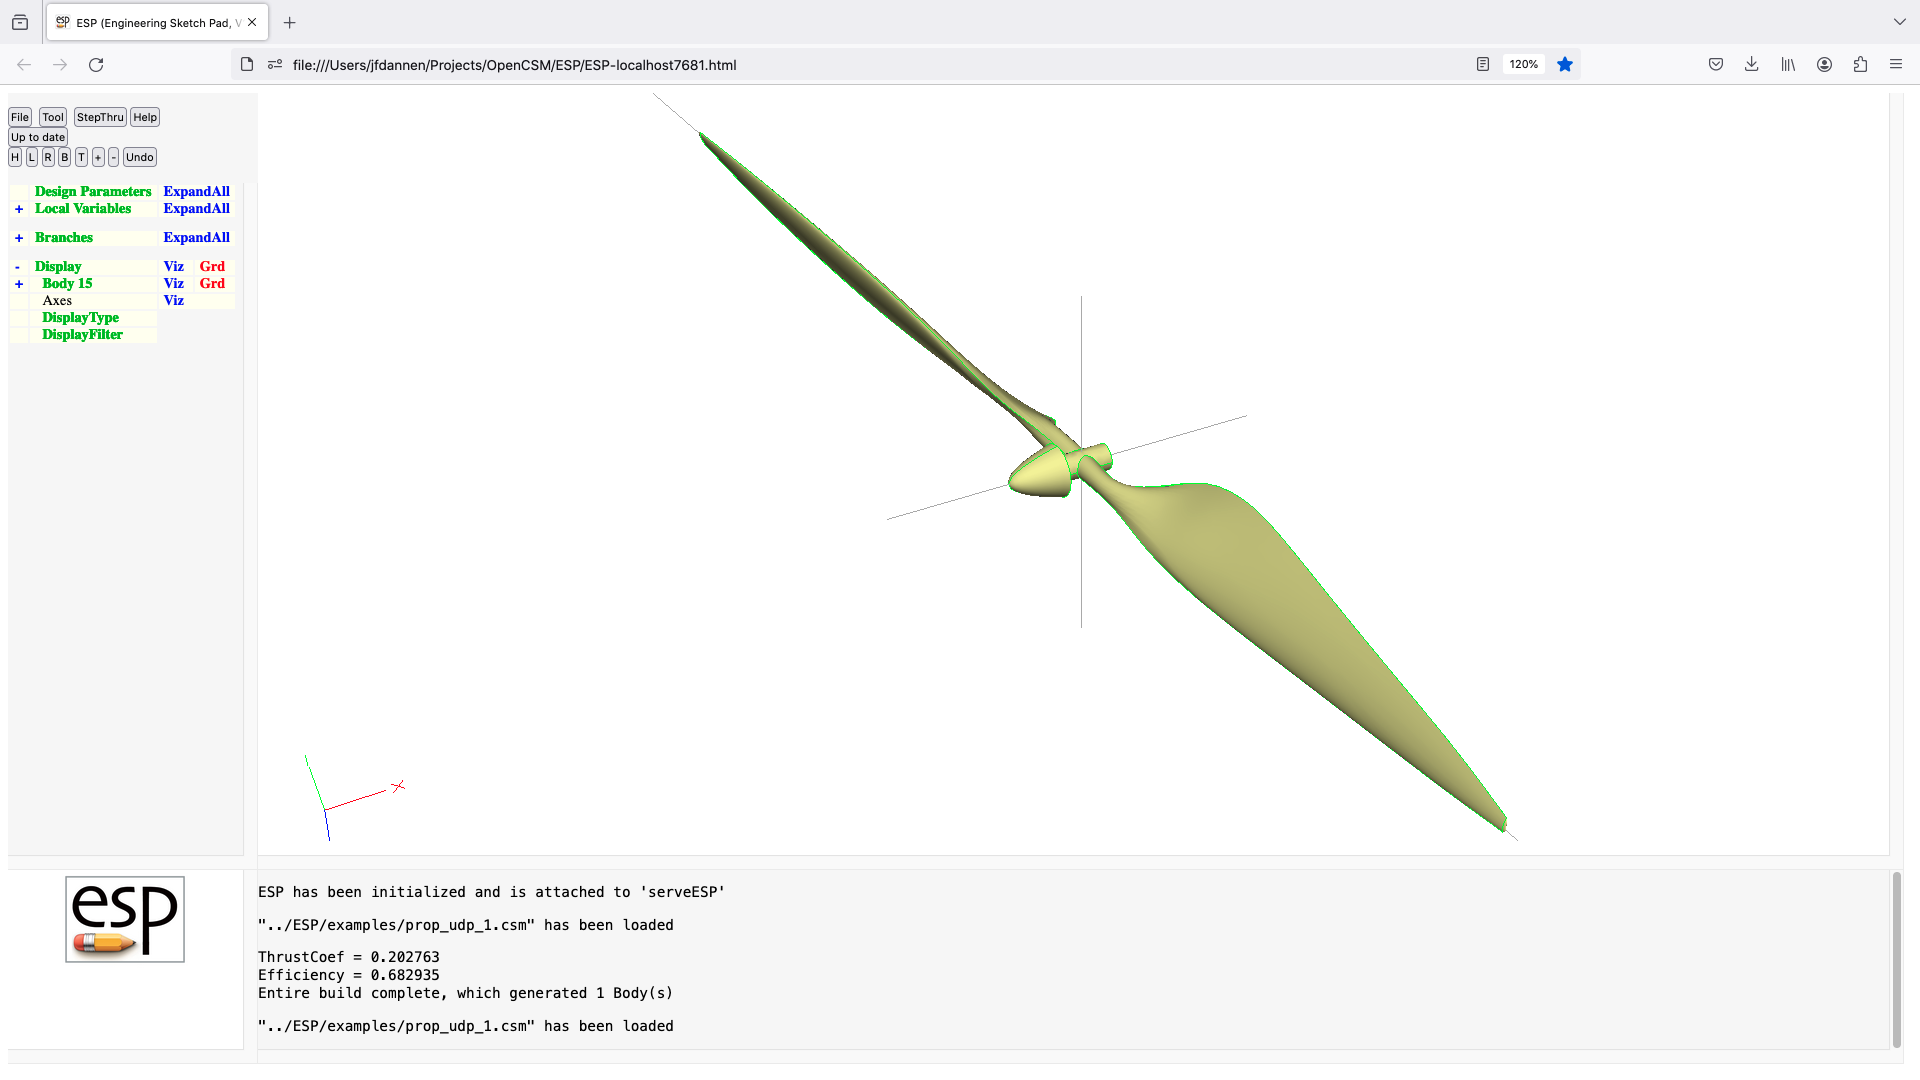 ESP (Engineering Sketch Pad, V
file:///Users/jfdannen/Projects/OpenCSM/ESP/ESP-localhost7681.html
120%
File Tool StepThru Help
Up to date
H L R B T + - Undo
Design Parameters ExpandAll
+ Local Variables ExpandAll
+ Branches ExpandAll
- Display Viz Grd
+ Body 15 Viz Grd
Axes Viz
DisplayType
DisplayFilter
X
esp
ESP has been initialized and is attached to 'serveESP'
"../ESP/examples/prop_udp_1.csm" has been loaded
ThrustCoef = 0.202763
Efficiency = 0.682935
Entire build complete, which generated 1 Body(s)
"../ESP/examples/prop_udp_1.csm" has been loaded